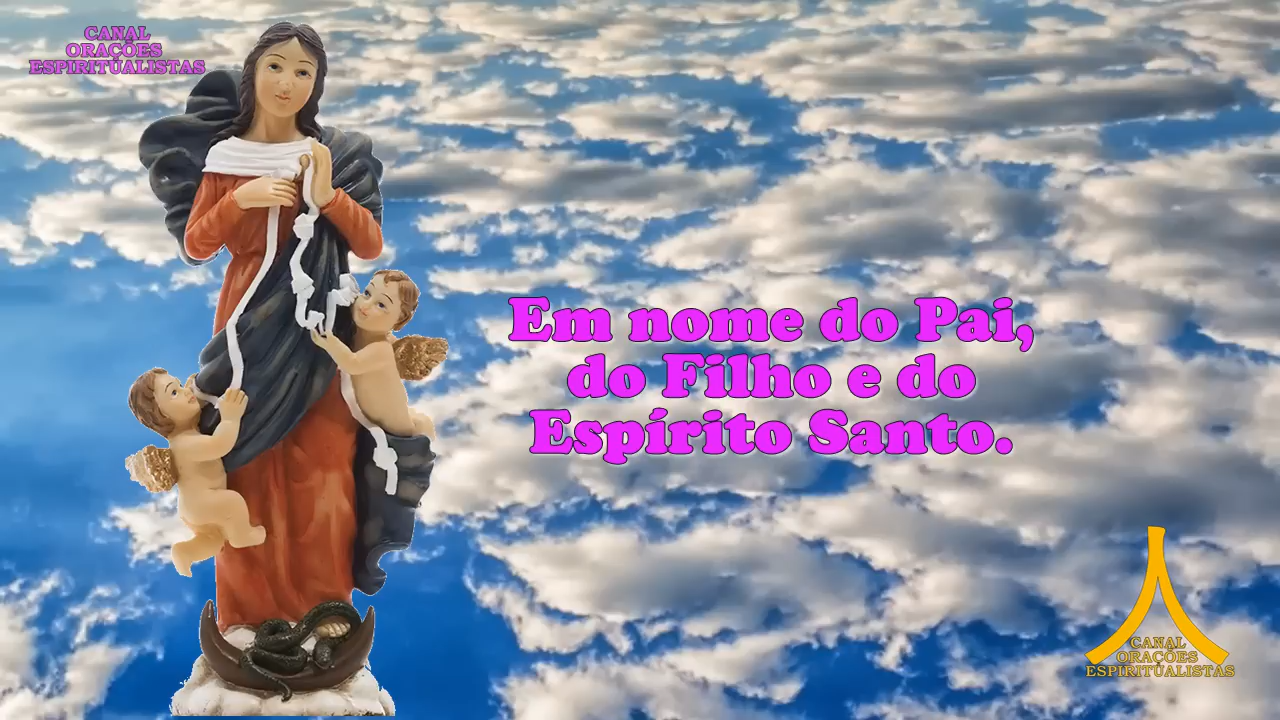 CANAL
ORAÇÕES
ESPIRITUALISTAS
Em nome do Pai,
do Filho e do
Espírito Santo.
CANAL
ORAÇÕES
ESPIRITUALISTAS